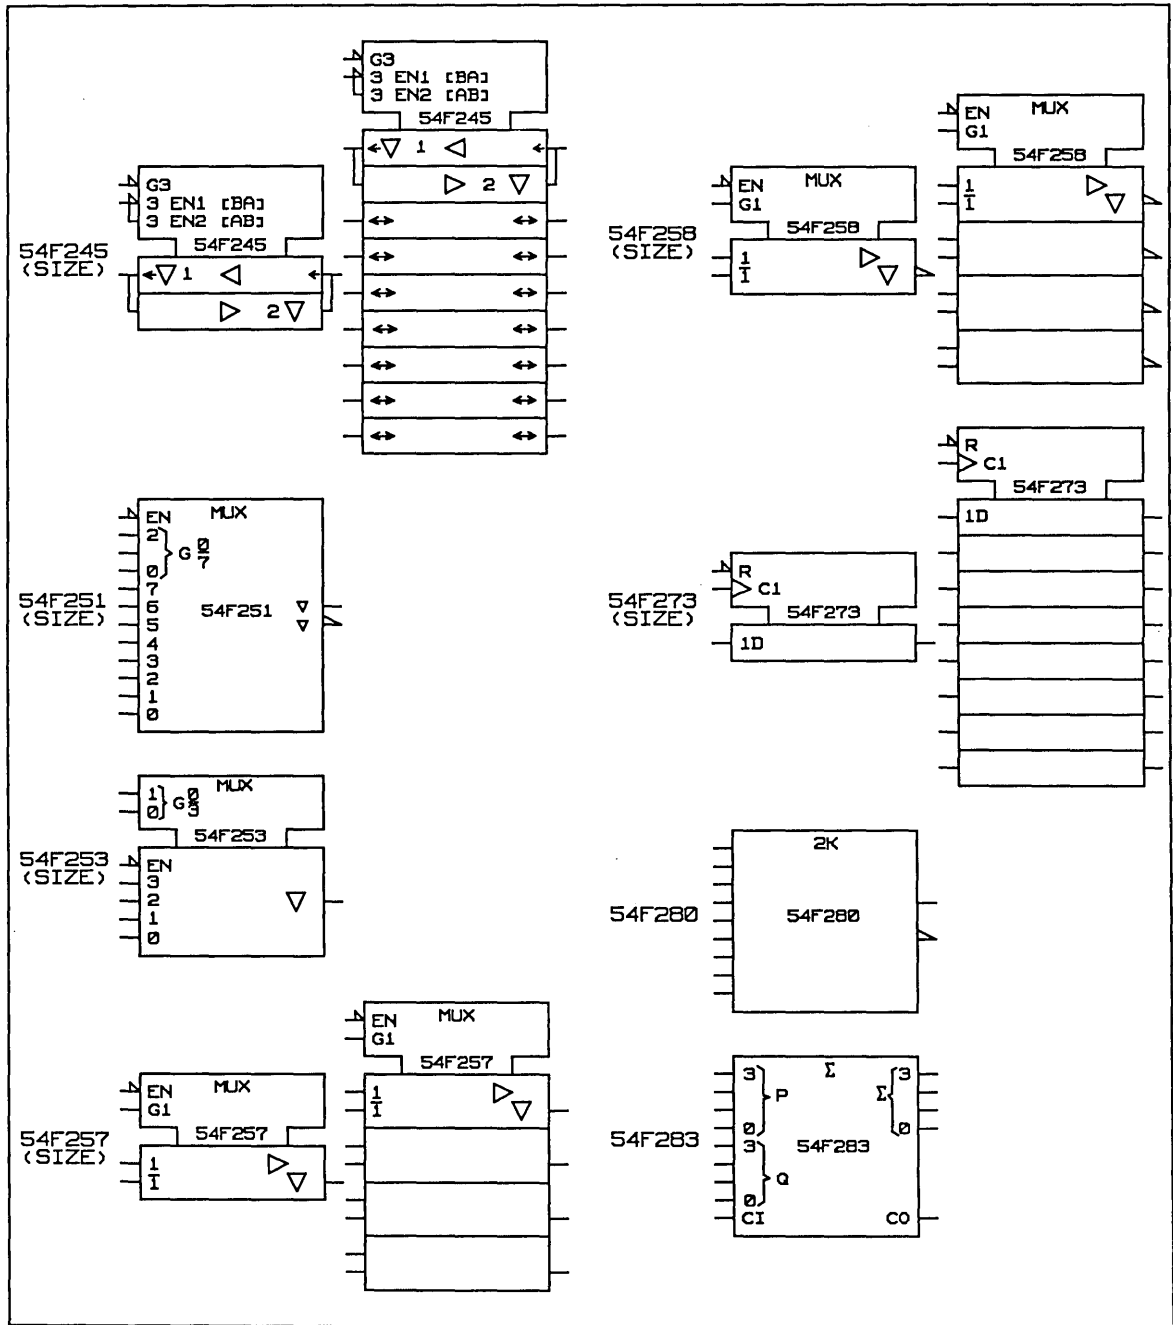 54F245
(SIZE)
G3
3 EN1 [BA]
3 EN2 [AB]
54F245
1
2
G3
3 EN1 [BA]
3 EN2 [AB]
54F245
1
2
54F251
(SIZE)
MUX
EN
2
0
G 0/7
7
6
5
4
3
2
1
0
54F251
54F253
(SIZE)
MUX
1
0
G 0/3
54F253
EN
3
2
1
0
54F257
(SIZE)
MUX
EN
G1
54F257
1
1̅
MUX
EN
G1
54F257
1
1̅
54F258
(SIZE)
MUX
EN
G1
54F258
1
1̅
MUX
EN
G1
54F258
1
1̅
54F273
(SIZE)
R
C1
54F273
1D
R
C1
54F273
1D
54F280
2K
54F280
54F283
Σ
3
P
0
3
Q
0
CI
54F283
3
Σ
0
CO